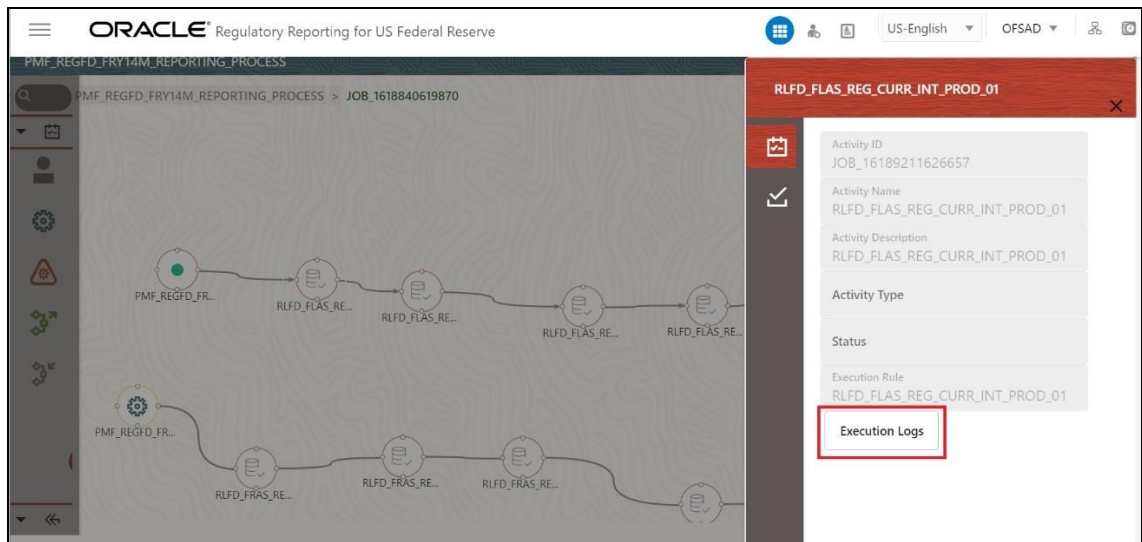 ORACLE® Regulatory Reporting for US Federal Reserve
US-English
OFSAD
PMF_REGFD_FRY14M_REPORTING_PROCESS
PMF_REGFD_FRY14M_REPORTING_PROCESS > JOB_1618840619870
PMF_REGFD_FR...
RLFD_FLAS_RE...
RLFD_FLAS_RE...
RLFD_FLAS_RE...
RLFD_FLAS_RE...
PMF_REGFD_FR...
RLFD_FRAS_RE...
RLFD_FRAS_RE...
RLFD_FRAS_RE...
RLFD_FLAS_REG_CURR_INT_PROD_01
Activity ID
JOB_16189211626657
Activity Name
RLFD_FLAS_REG_CURR_INT_PROD_01
Activity Description
RLFD_FLAS_REG_CURR_INT_PROD_01
Activity Type
Status
Execution Rule
RLFD_FLAS_REG_CURR_INT_PROD_01
Execution Logs